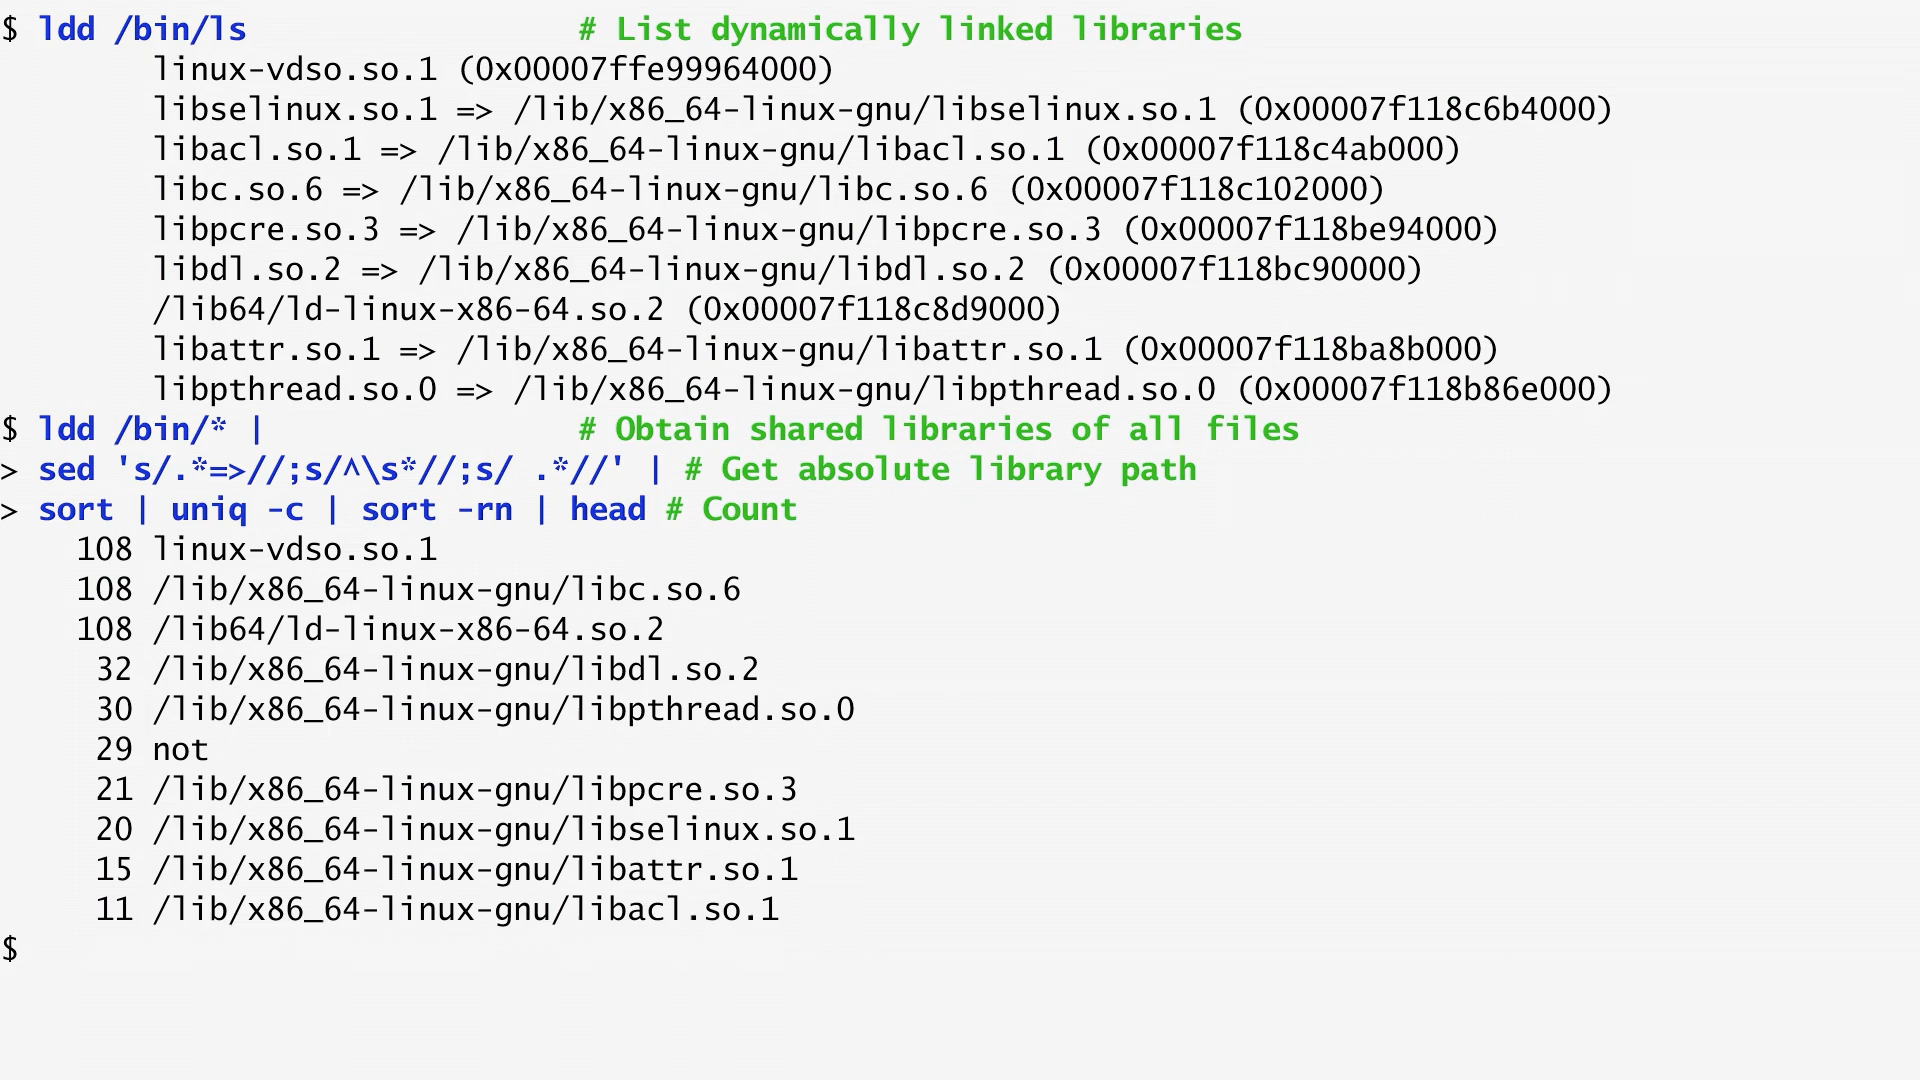 $ ldd /bin/ls # List dynamically linked libraries
linux-vdso.so.1 (0x00007ffe99964000)
libselinux.so.1 => /lib/x86_64-linux-gnu/libselinux.so.1 (0x00007f118c6b4000)
libacl.so.1 => /lib/x86_64-linux-gnu/libacl.so.1 (0x00007f118c4ab000)
libc.so.6 => /lib/x86_64-linux-gnu/libc.so.6 (0x00007f118c102000)
libpcre.so.3 => /lib/x86_64-linux-gnu/libpcre.so.3 (0x00007f118be94000)
libdl.so.2 => /lib/x86_64-linux-gnu/libdl.so.2 (0x00007f118bc90000)
/lib64/ld-linux-x86-64.so.2 (0x00007f118c8d9000)
libattr.so.1 => /lib/x86_64-linux-gnu/libattr.so.1 (0x00007f118ba8b000)
libpthread.so.0 => /lib/x86_64-linux-gnu/libpthread.so.0 (0x00007f118b86e000)
$ ldd /bin/* | # Obtain shared libraries of all files
> sed 's/.*=>//;s/^\s*//;s/ .*//' | # Get absolute library path
> sort | uniq -c | sort -rn | head # Count
108 linux-vdso.so.1
108 /lib/x86_64-linux-gnu/libc.so.6
108 /lib64/ld-linux-x86-64.so.2
32 /lib/x86_64-linux-gnu/libdl.so.2
30 /lib/x86_64-linux-gnu/libpthread.so.0
29 not
21 /lib/x86_64-linux-gnu/libpcre.so.3
20 /lib/x86_64-linux-gnu/libselinux.so.1
15 /lib/x86_64-linux-gnu/libattr.so.1
11 /lib/x86_64-linux-gnu/libacl.so.1
$